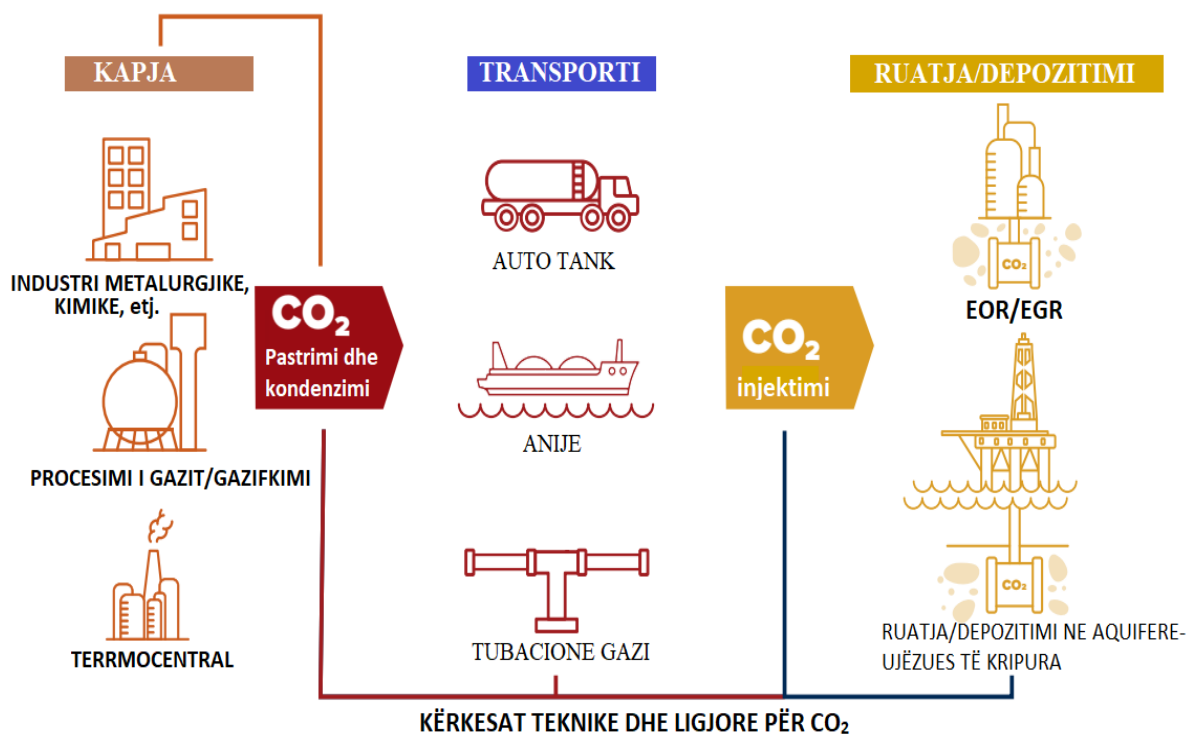 KAPJA
TRANSPORTI
RUATJA/DEPOZITIMI
INDUSTRI METALURGJIKE,
KIMIKE, etj.
PROCESIMI I GAZIT/GAZIFKIMI
TERRMOCENTRAL
CO₂
Pastrimi dhe
kondenzimi
AUTO TANK
ANIJE
TUBACIONE GAZI
CO₂
injektimi
CO₂
EOR/EGR
CO₂
RUATJA/DEPOZITIMI NE AQUIFERE-
UJËZUES TË KRIPURA
KËRKESAT TEKNIKE DHE LIGJORE PËR CO₂